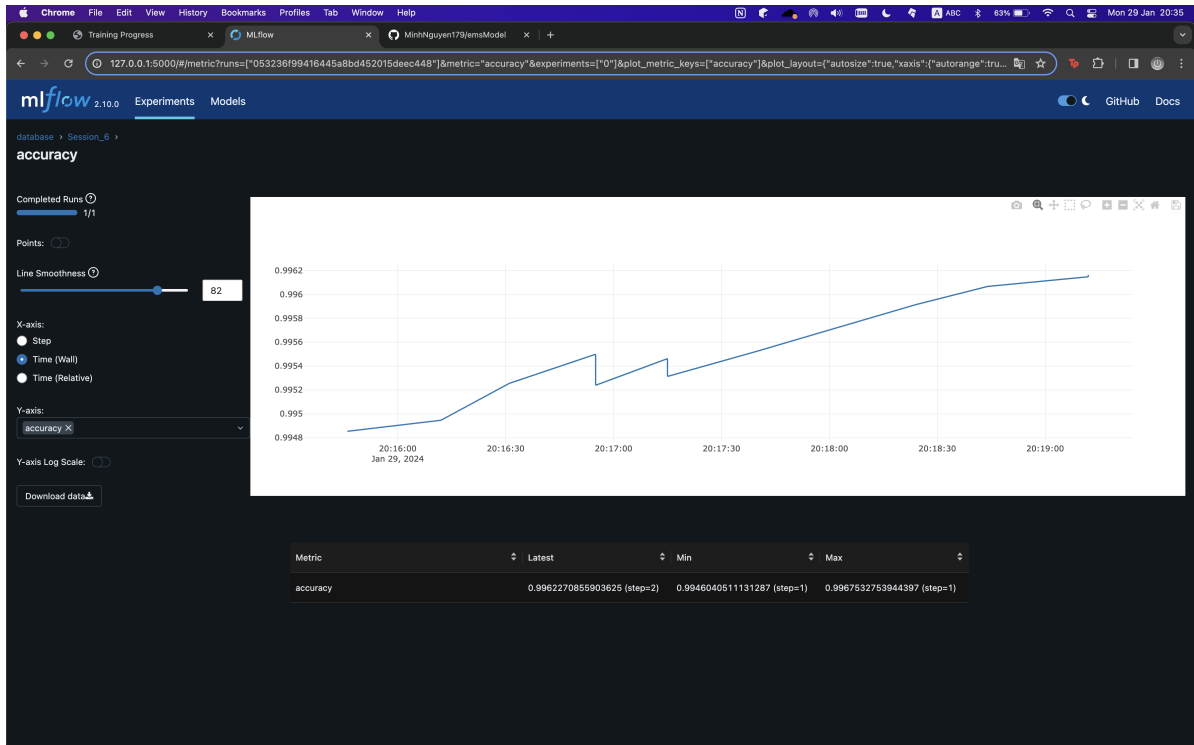 Chrome File Edit View History Bookmarks Profiles Tab Window Help N A ABC 63% Mon 29 Jan 20:35
Training Progress MLflow MinhNguyen179/emsModel
127.0.0.1:5000/#/metric?runs=["053236f99416445a8bd452015deec448"]&metric="accuracy"&experiments=["0"]&plot_metric_keys=["accuracy"]&plot_layout={"autosize":true,"xaxis":{"autorange":tru... Tp
mlflow 2.10.0 Experiments Models GitHub Docs
database › Session_6 ›
accuracy
Completed Runs ?
1/1
Points:
Line Smoothness ?
82
X-axis:
Step
Time (Wall)
Time (Relative)
Y-axis:
accuracy
Y-axis Log Scale:
Download data
0.9962
0.996
0.9958
0.9956
0.9954
0.9952
0.995
0.9948
20:16:00 20:16:30 20:17:00 20:17:30 20:18:00 20:18:30 20:19:00
Jan 29, 2024
Metric Latest Min Max
accuracy 0.9962270855903625 (step=2) 0.9946040511131287 (step=1) 0.9967532753944397 (step=1)